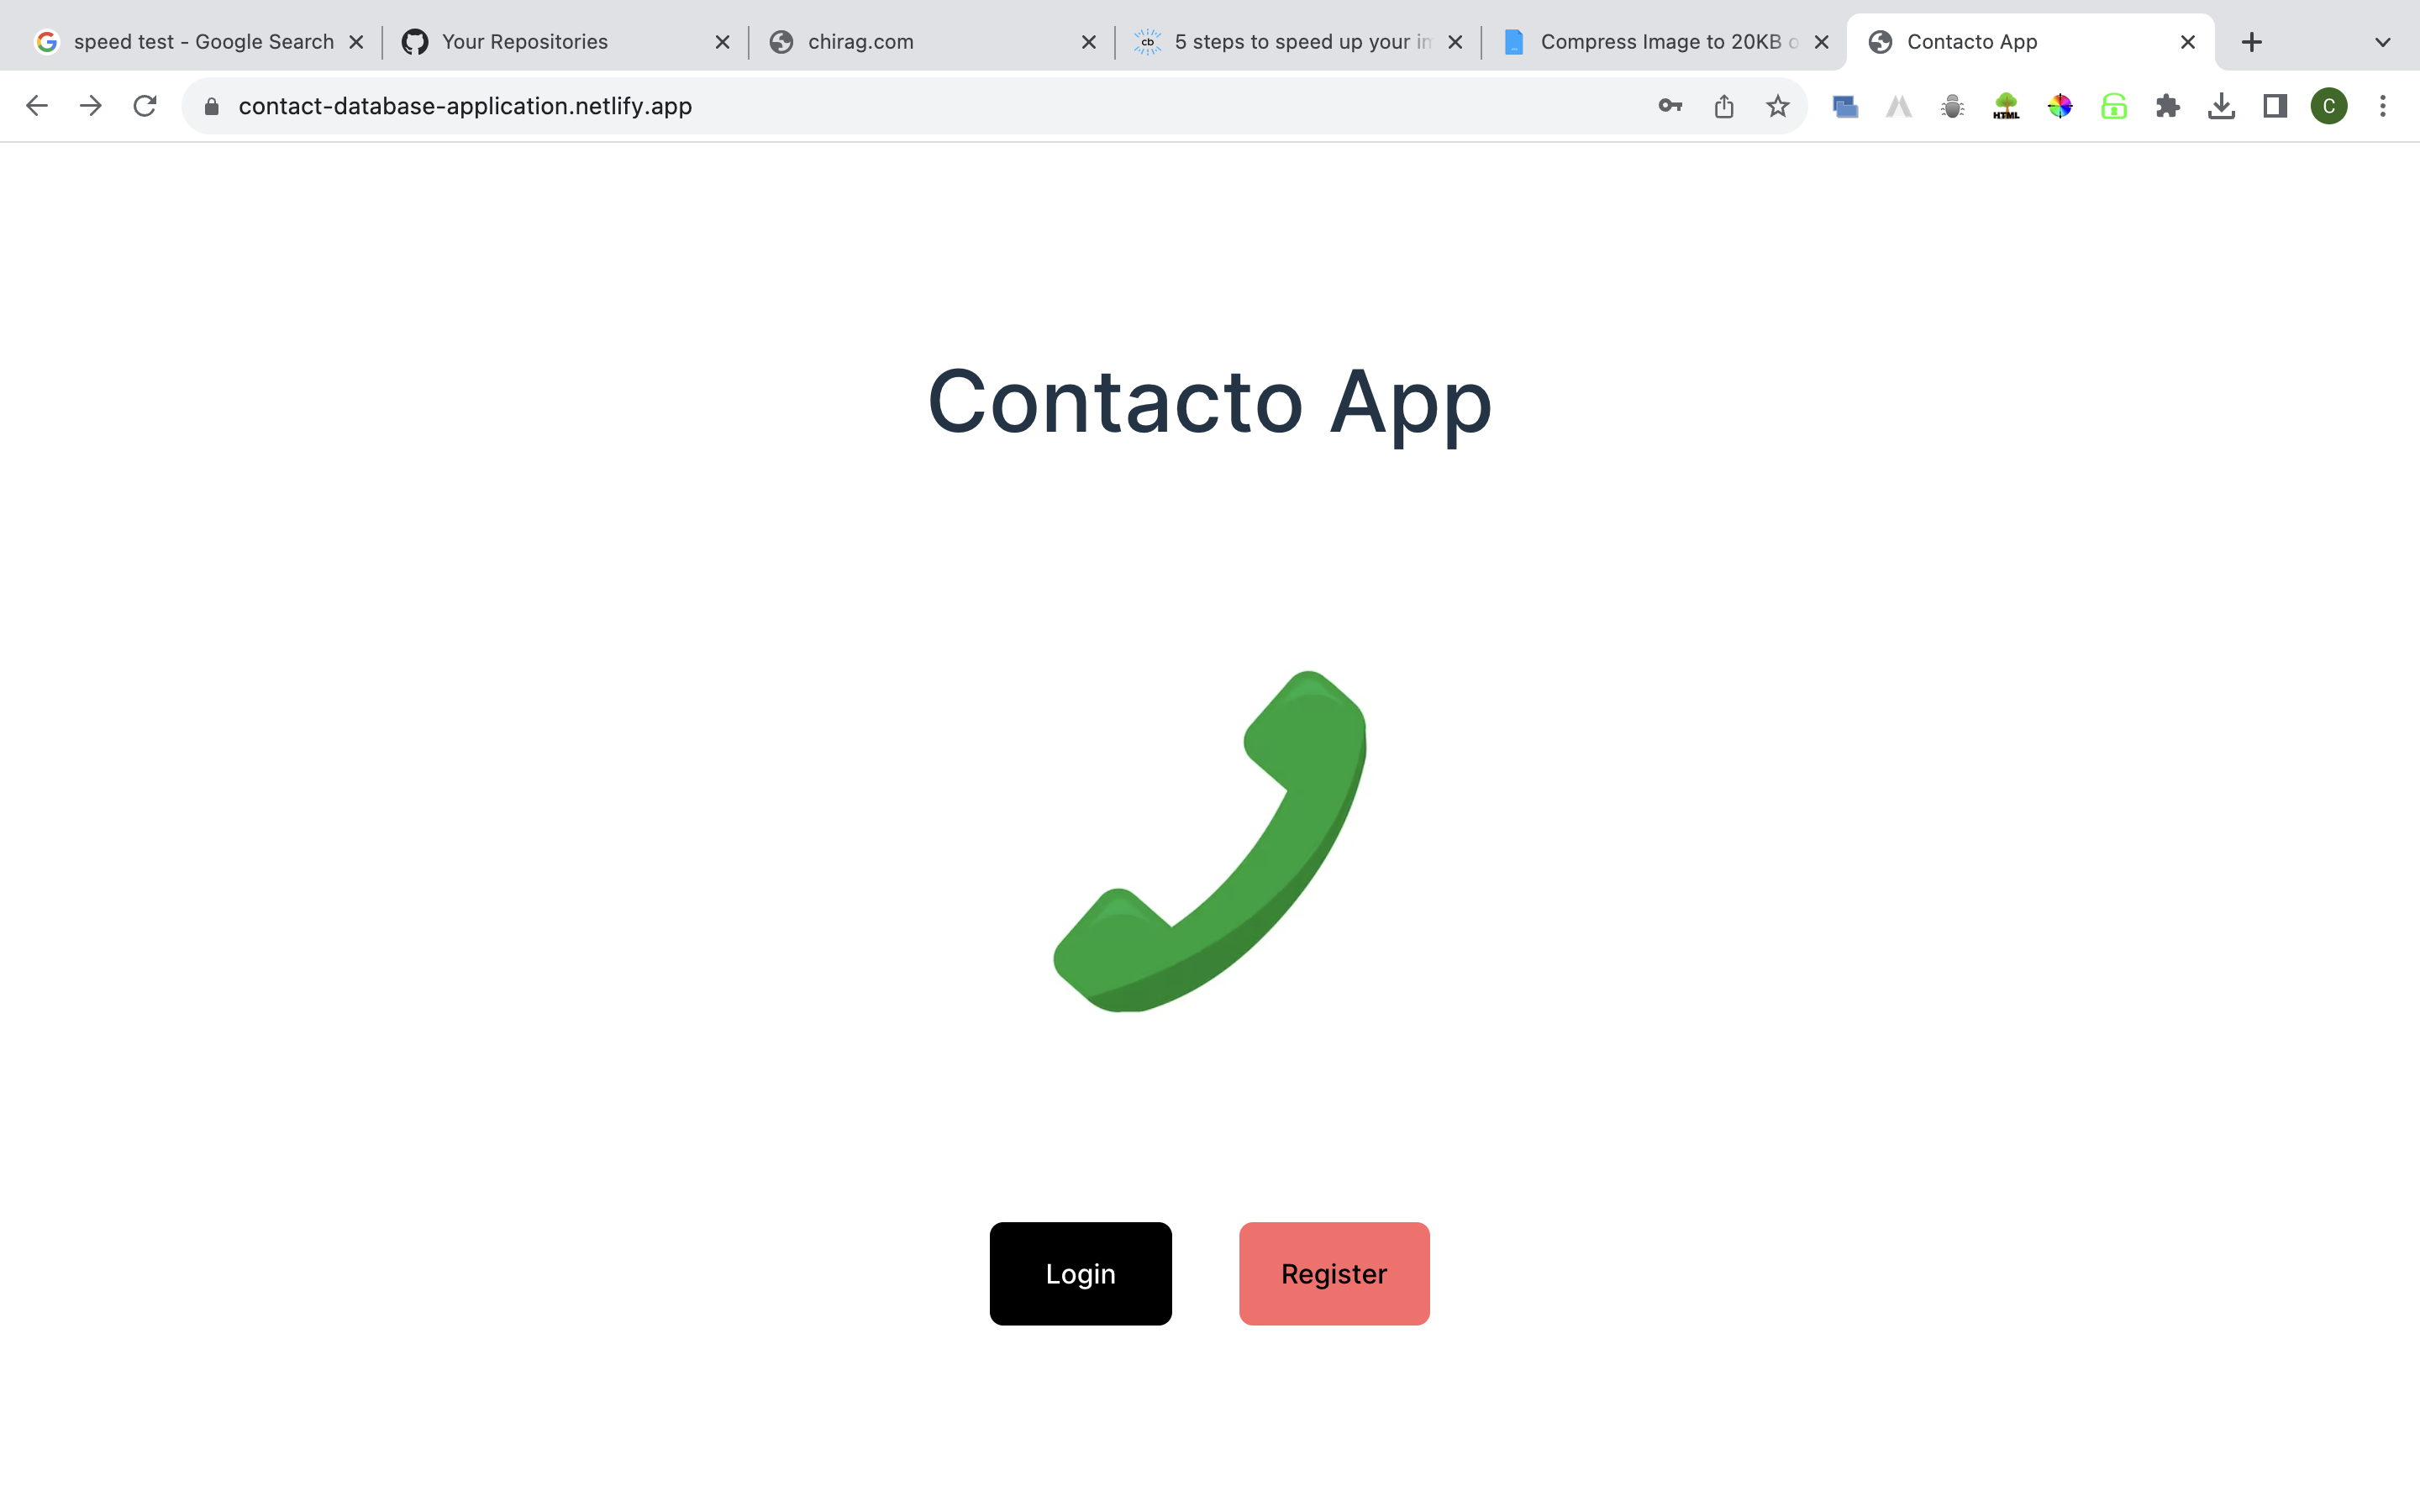 speed test - Google Search
Your Repositories
chirag.com
cb
5 steps to speed up your
Compress Image to 20KB
Contacto App
contact-database-application.netlify.app
HTML
C
Contacto App
Login
Register